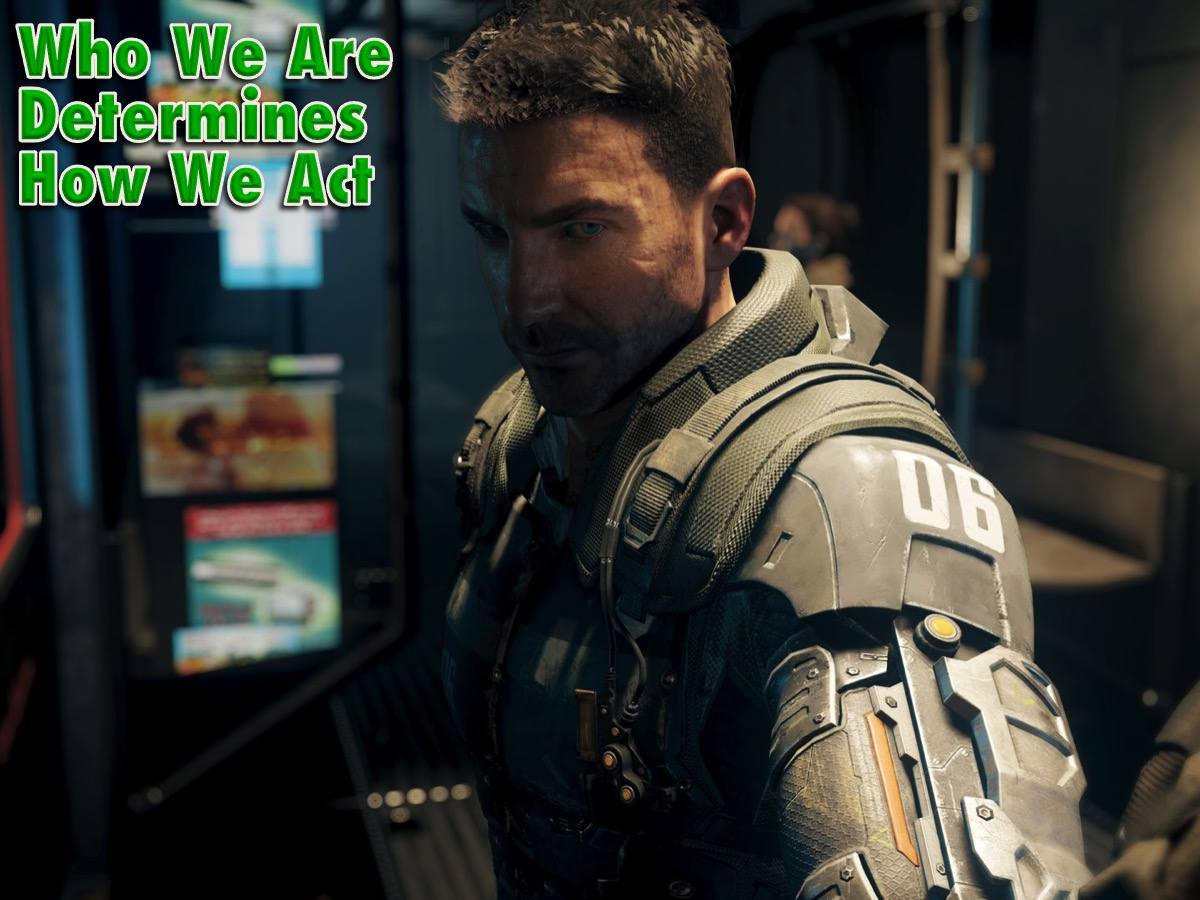 Who We Are
Determines
How We Act
06